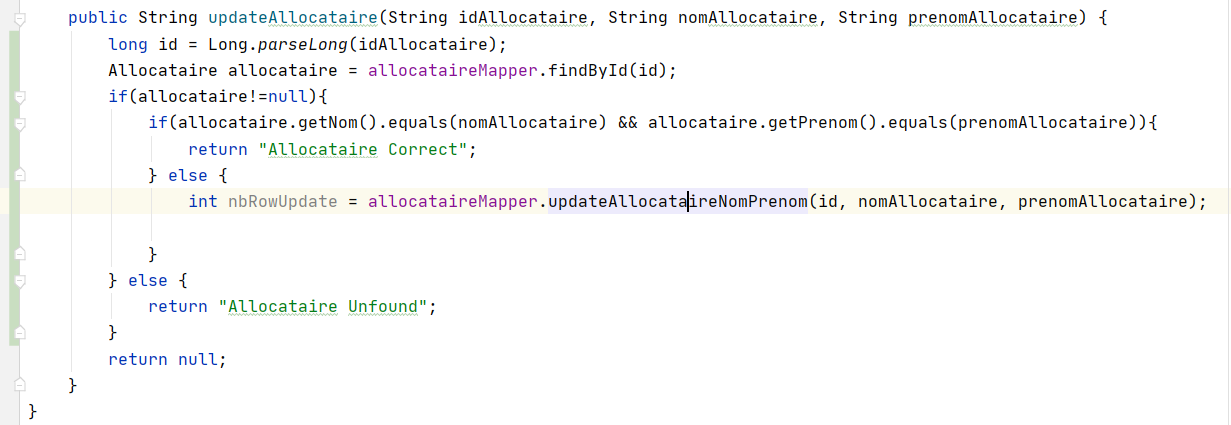 public String updateAllocataire(String idAllocataire, String nomAllocataire, String prenomAllocataire) {
long id = Long.parseLong(idAllocataire);
Allocataire allocataire = allocataireMapper.findById(id);
if(allocataire!=null){
if(allocataire.getNom().equals(nomAllocataire) && allocataire.getPrenom().equals(prenomAllocataire)){
return "Allocataire Correct";
} else {
int nbRowUpdate = allocataireMapper.updateAllocataireNomPrenom(id, nomAllocataire, prenomAllocataire);
}
} else {
return "Allocataire Unfound";
}
return null;
}
}